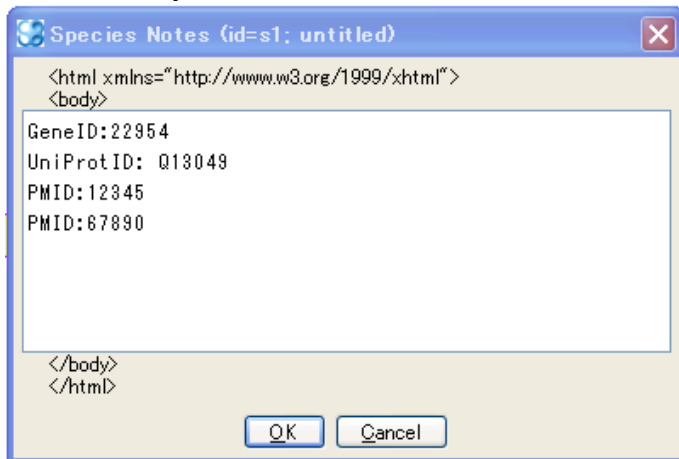 Species Notes (id=s1; untitled)
<html xmlns="http://www.w3.org/1999/xhtml">
<body>
GeneID:22954
UniProtID: Q13049
PMID:12345
PMID:67890
</body>
</html>
OK Cancel